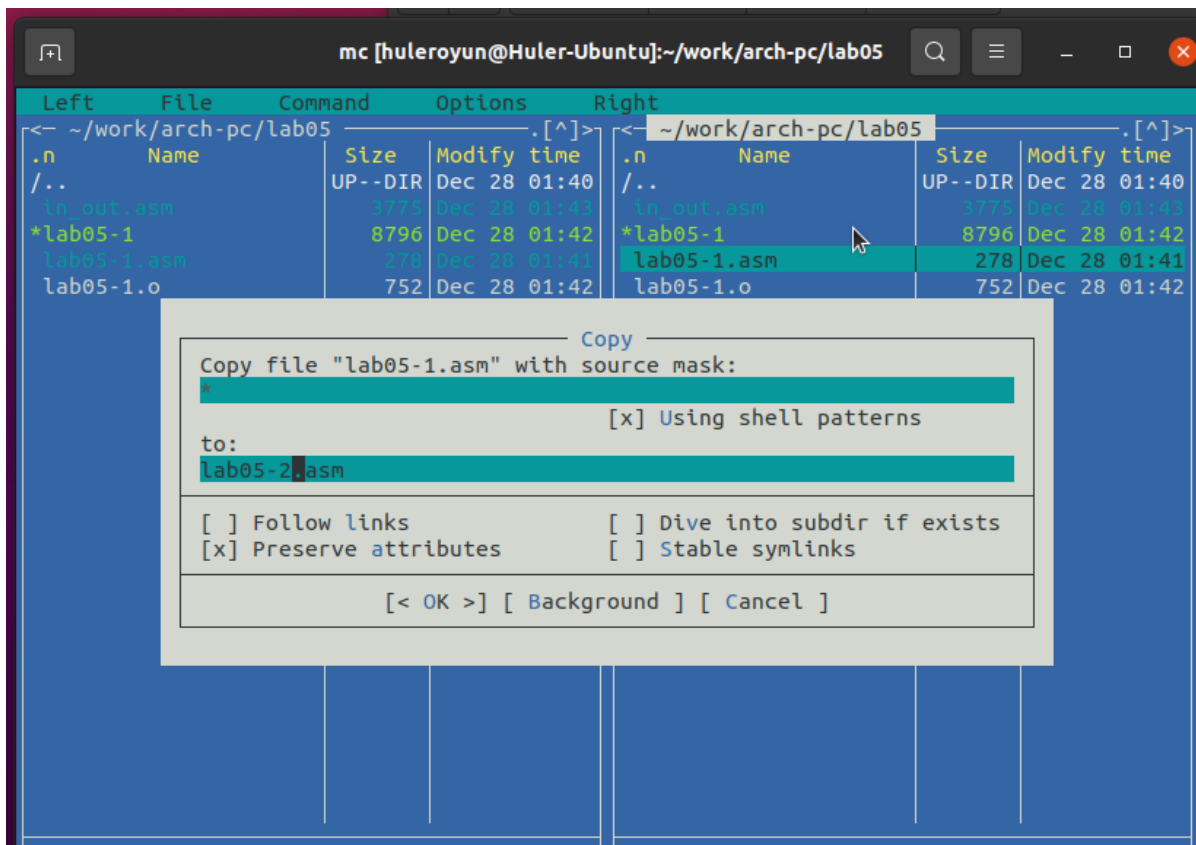 mc [huleroyun@Huler-Ubuntu]:~/work/arch-pc/lab05
Left File Command Options Right
<─ ~/work/arch-pc/lab05 ─.[^]>
.n Name Size Modify time
/.. UP--DIR Dec 28 01:40
in_out.asm 3775 Dec 28 01:43
*lab05-1 8796 Dec 28 01:42
lab05-1.asm 278 Dec 28 01:41
lab05-1.o 752 Dec 28 01:42
<─ ~/work/arch-pc/lab05 ─.[^]>
.n Name Size Modify time
/.. UP--DIR Dec 28 01:40
in_out.asm 3775 Dec 28 01:43
*lab05-1 8796 Dec 28 01:42
lab05-1.asm 278 Dec 28 01:41
lab05-1.o 752 Dec 28 01:42
Copy
Copy file "lab05-1.asm" with source mask:
*
[x] Using shell patterns
to:
lab05-2.asm
[ ] Follow links [ ] Dive into subdir if exists
[x] Preserve attributes [ ] Stable symlinks
[< OK >] [ Background ] [ Cancel ]